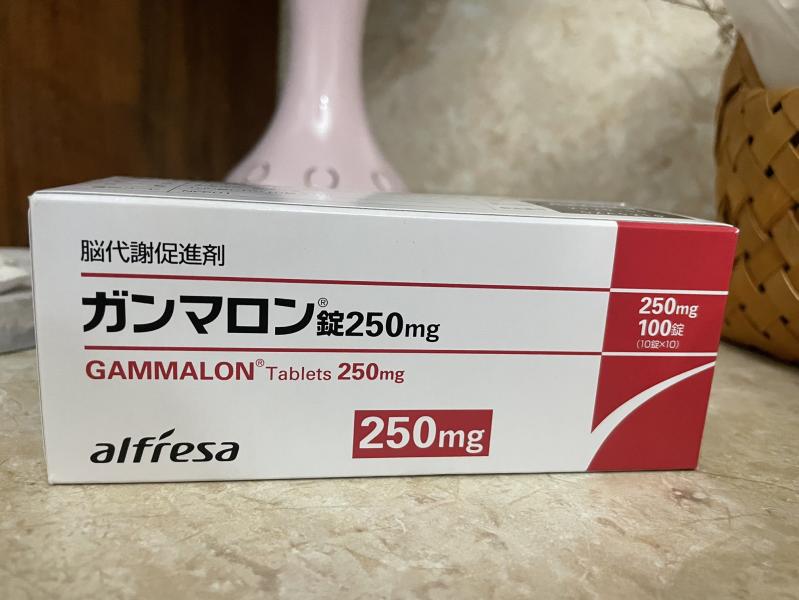 脳代謝促進剤
ガンマロン®錠250mg
GAMMALON® Tablets 250mg
alfresa
250mg
250mg
100錠
(10錠×10)